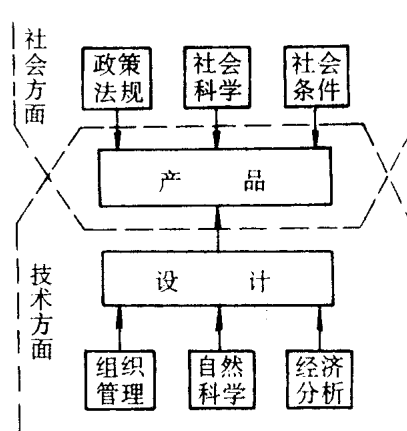 社会方面
政策
法规
社会
科学
社会
条件
产 品
设 计
技术方面
组织
管理
自然
科学
经济
分析